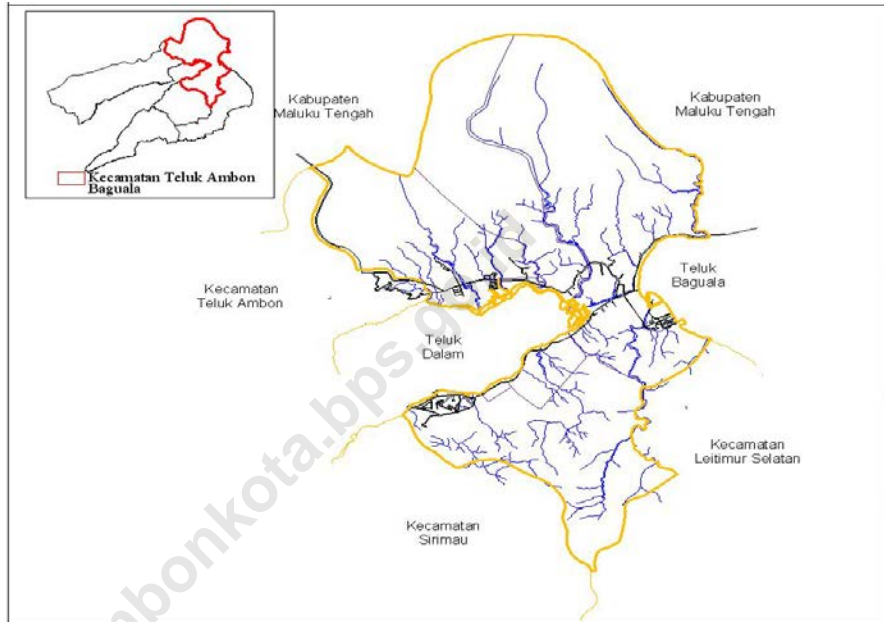 Kecamatan Teluk Ambon
Baguala
Kabupaten
Maluku Tengah
Kabupaten
Maluku Tengah
Kecamatan
Teluk Ambon
Teluk
Baguala
Teluk
Dalam
Kecamatan
Leitimur Selatan
Kecamatan
Sirimau
mbonkota.bps.go.id